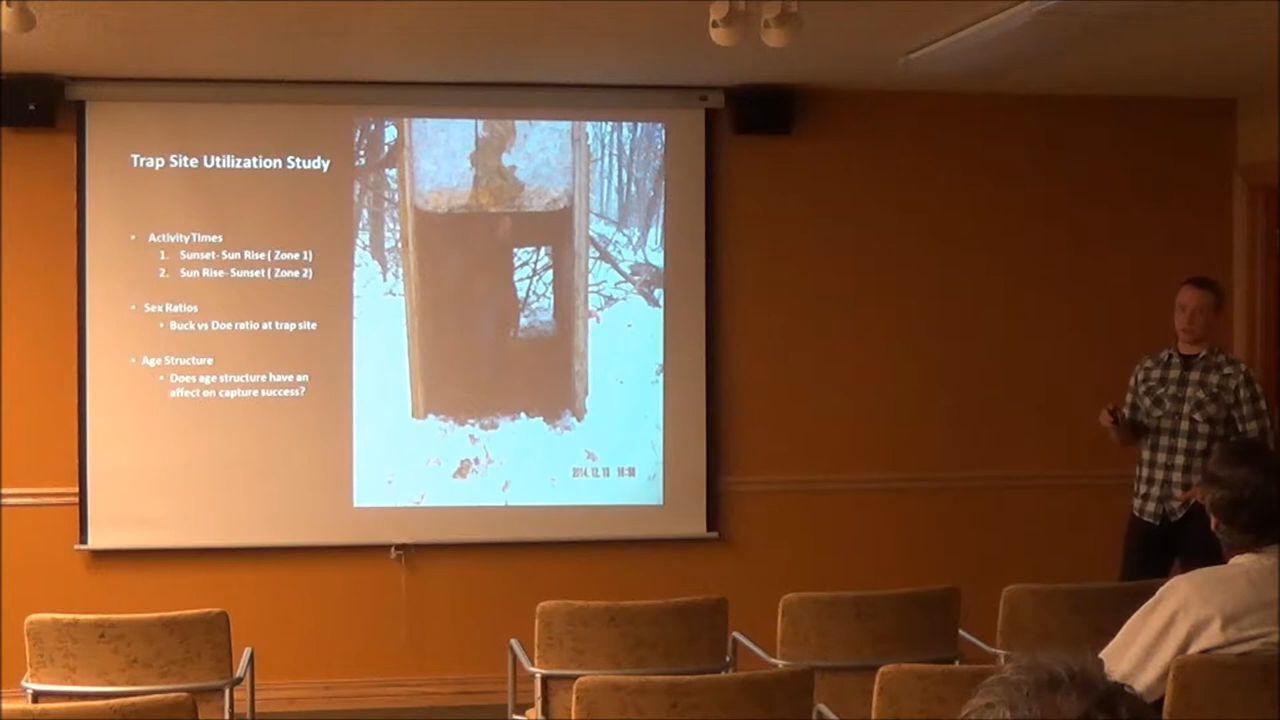 Trap Site Utilization Study
• Activity Times
1. Sunset- Sun Rise ( Zone 1)
2. Sun Rise- Sunset ( Zone 2)
• Sex Ratios
• Buck vs Doe ratio at trap site
• Age Structure
• Does age structure have an
affect on capture success?
2014.12.13